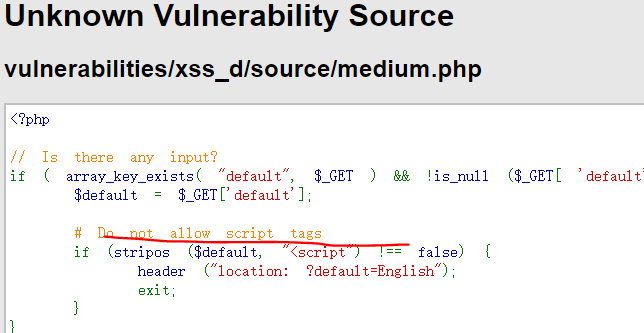 Unknown Vulnerability Source
vulnerabilities/xss_d/source/medium.php
<?php
// Is there any input?
if ( array_key_exists( "default", $_GET ) && !is_null ($_GET[ 'default'
$default = $_GET['default'];
# Do not allow script tags
if (stripos ($default, "<script") !== false) {
header ("location: ?default=English");
exit;
}
}